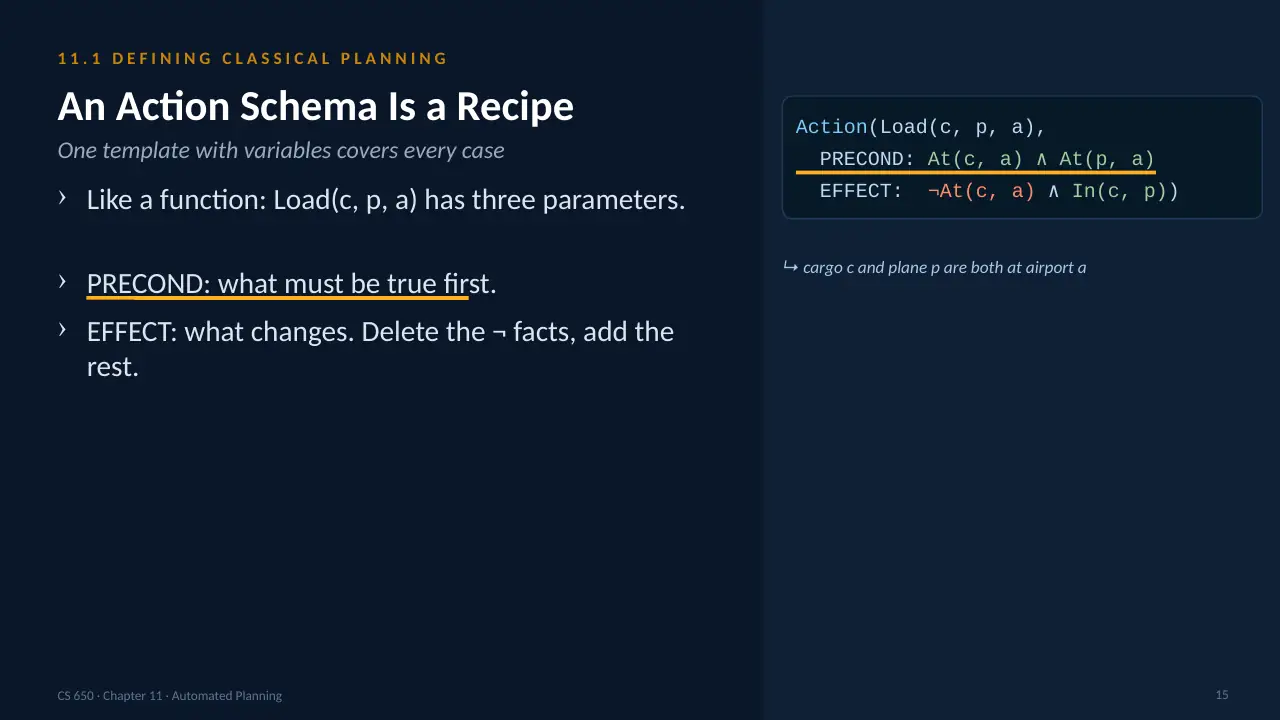 11.1 DEFINING CLASSICAL PLANNING
An Action Schema Is a Recipe
One template with variables covers every case
› Like a function: Load(c, p, a) has three parameters.
› PRECOND: what must be true first.
› EFFECT: what changes. Delete the ¬ facts, add the
rest.
Action(Load(c, p, a),
PRECOND: At(c, a) ∧ At(p, a)
EFFECT:  ¬At(c, a) ∧ In(c, p))
↪ cargo c and plane p are both at airport a
CS 650 · Chapter 11 · Automated Planning
15